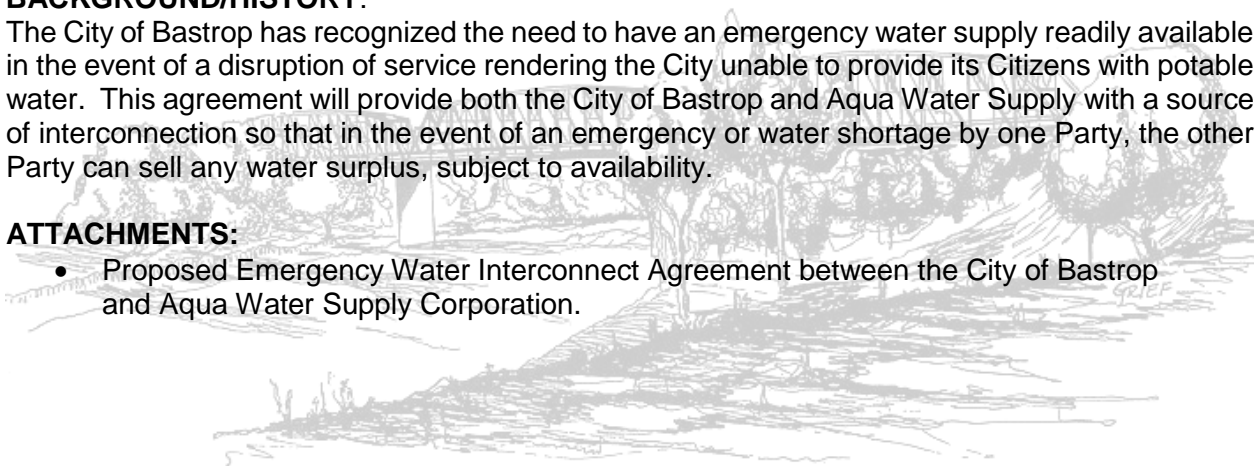 BACKGROUND/HISTORY:
The City of Bastrop has recognized the need to have an emergency water supply readily available
in the event of a disruption of service rendering the City unable to provide its Citizens with potable
water.  This agreement will provide both the City of Bastrop and Aqua Water Supply with a source
of interconnection so that in the event of an emergency or water shortage by one Party, the other
Party can sell any water surplus, subject to availability.
ATTACHMENTS:
• Proposed Emergency Water Interconnect Agreement between the City of Bastrop
and Aqua Water Supply Corporation.